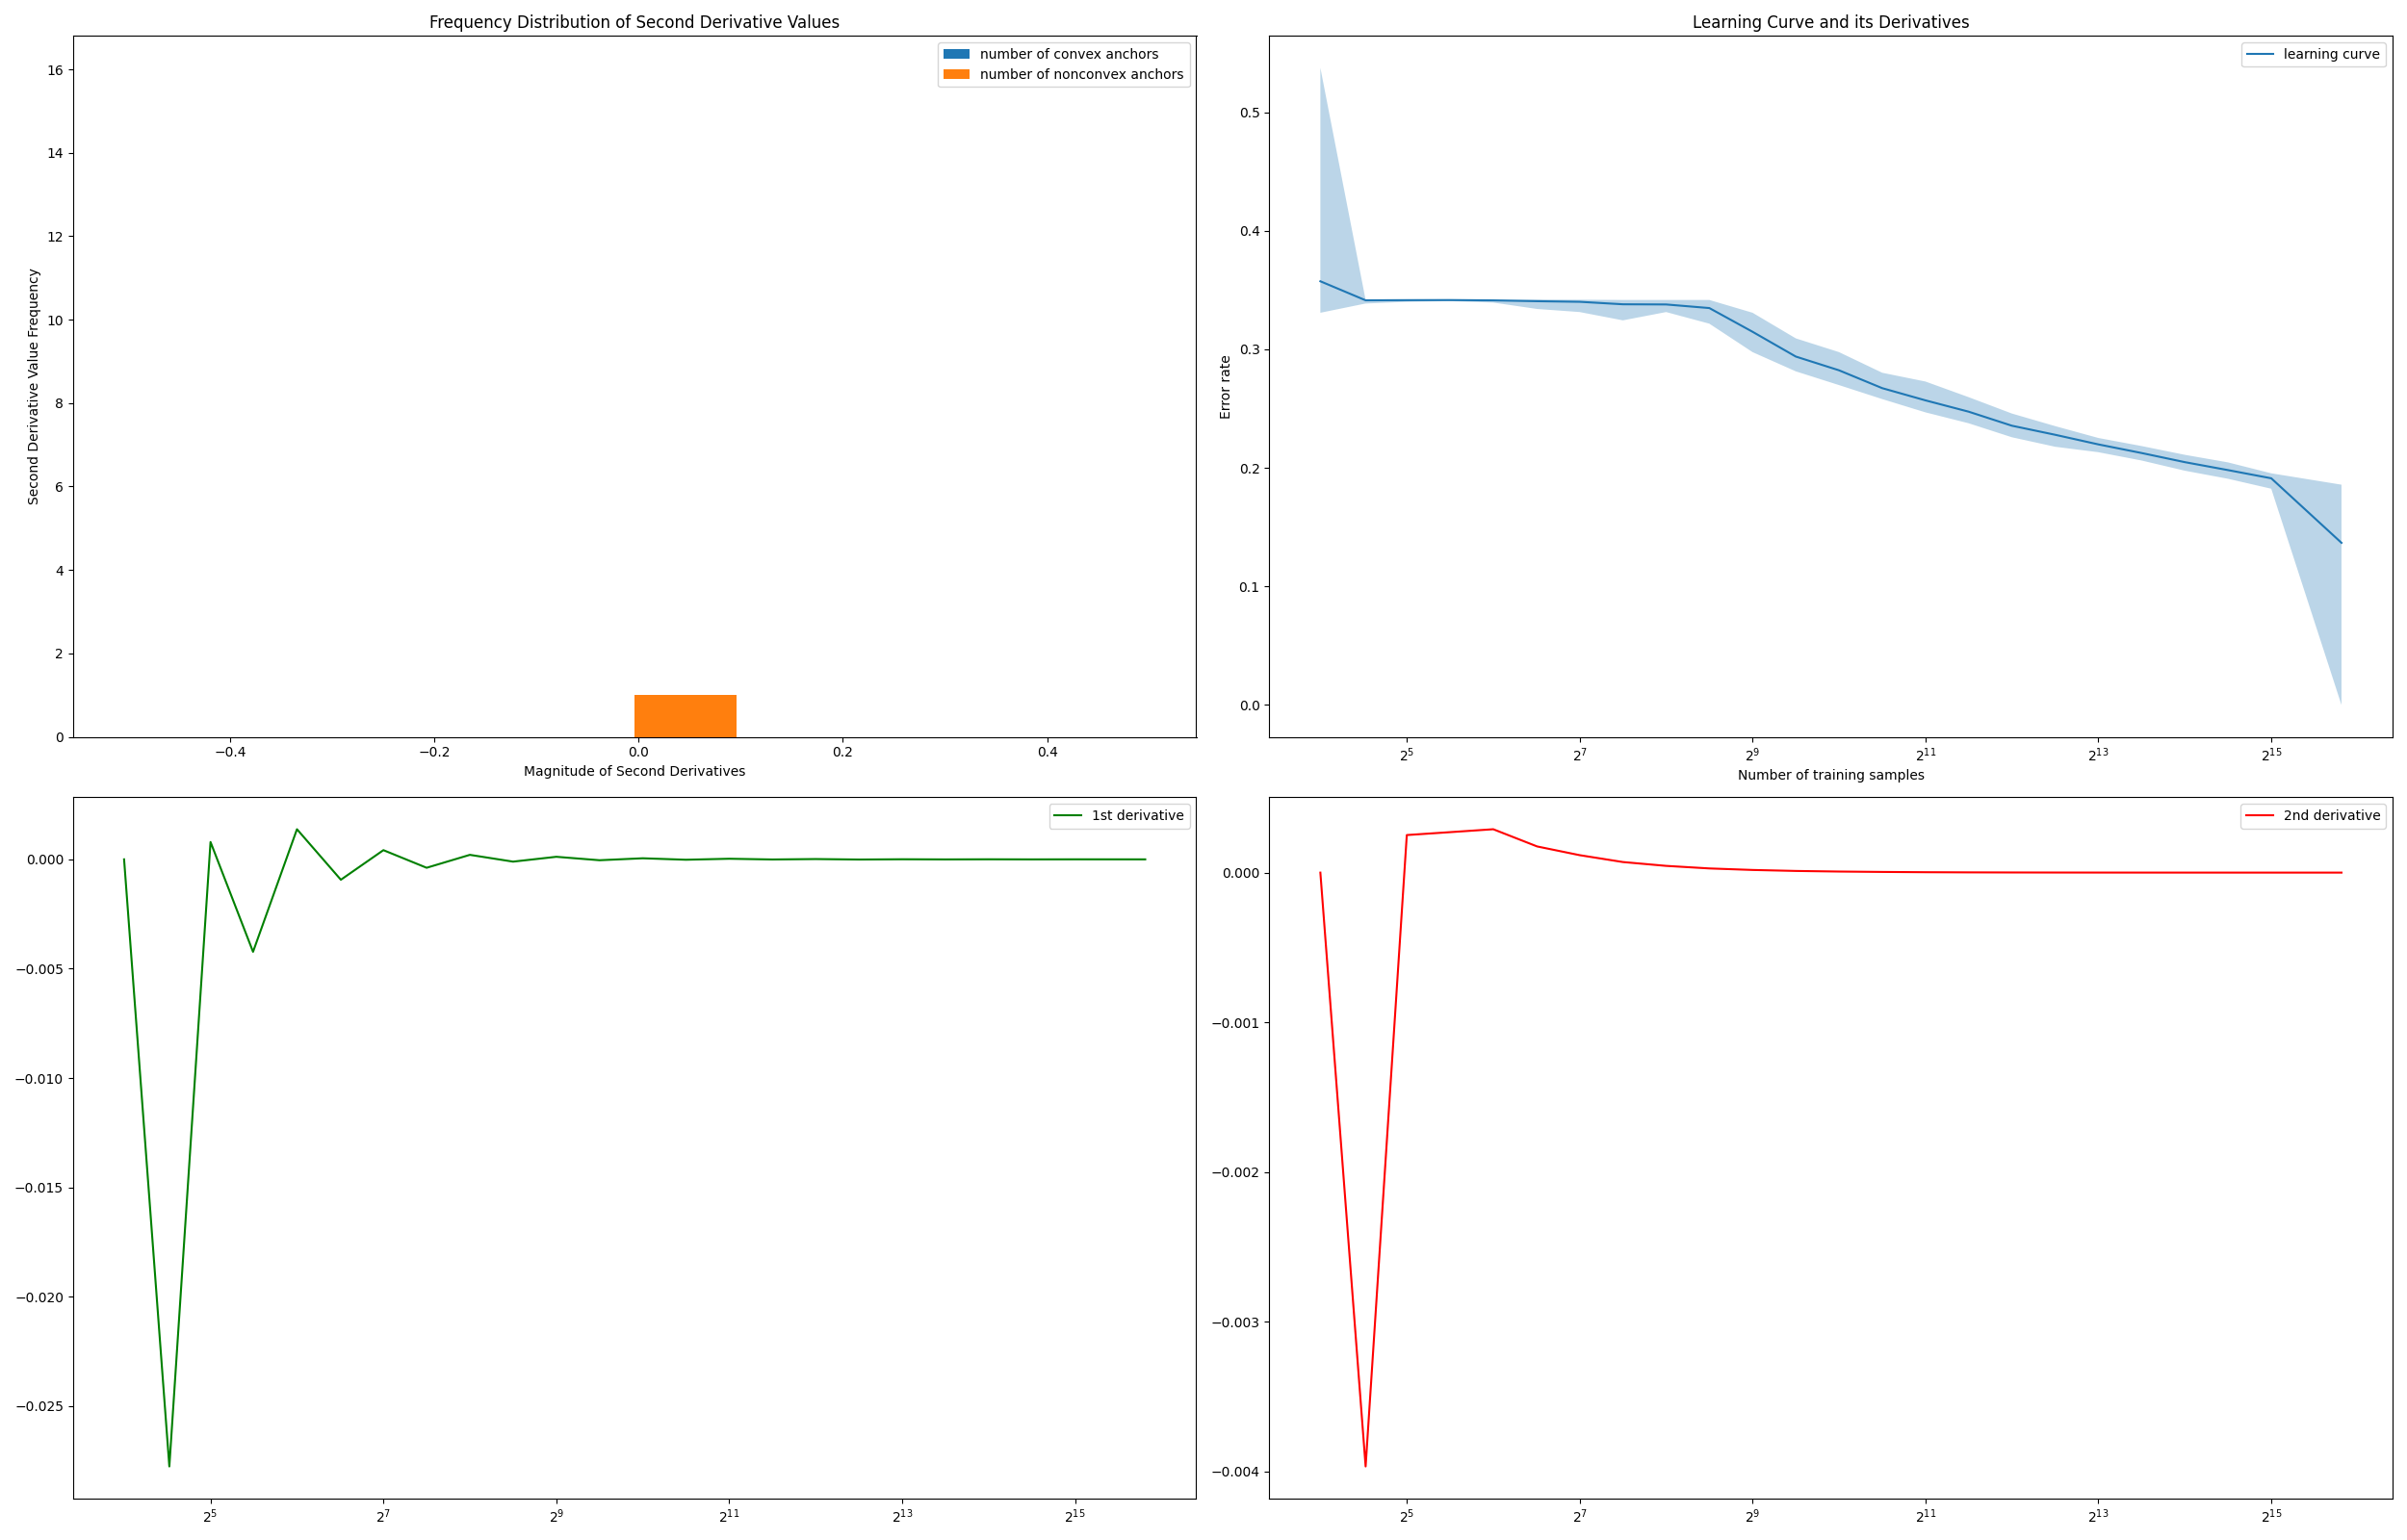 Frequency Distribution of Second Derivative Values
number of convex anchors
number of nonconvex anchors
16
14
12
10
8
6
4
2
0
Second Derivative Value Frequency
−0.4 −0.2 0.0 0.2 0.4
Magnitude of Second Derivatives
Learning Curve and its Derivatives
learning curve
0.5
0.4
0.3
0.2
0.1
0.0
Error rate
2^5 2^7 2^9 2^11 2^13 2^15
Number of training samples
1st derivative
0.000
−0.005
−0.010
−0.015
−0.020
−0.025
2^5 2^7 2^9 2^11 2^13 2^15
2nd derivative
0.000
−0.001
−0.002
−0.003
−0.004
2^5 2^7 2^9 2^11 2^13 2^15